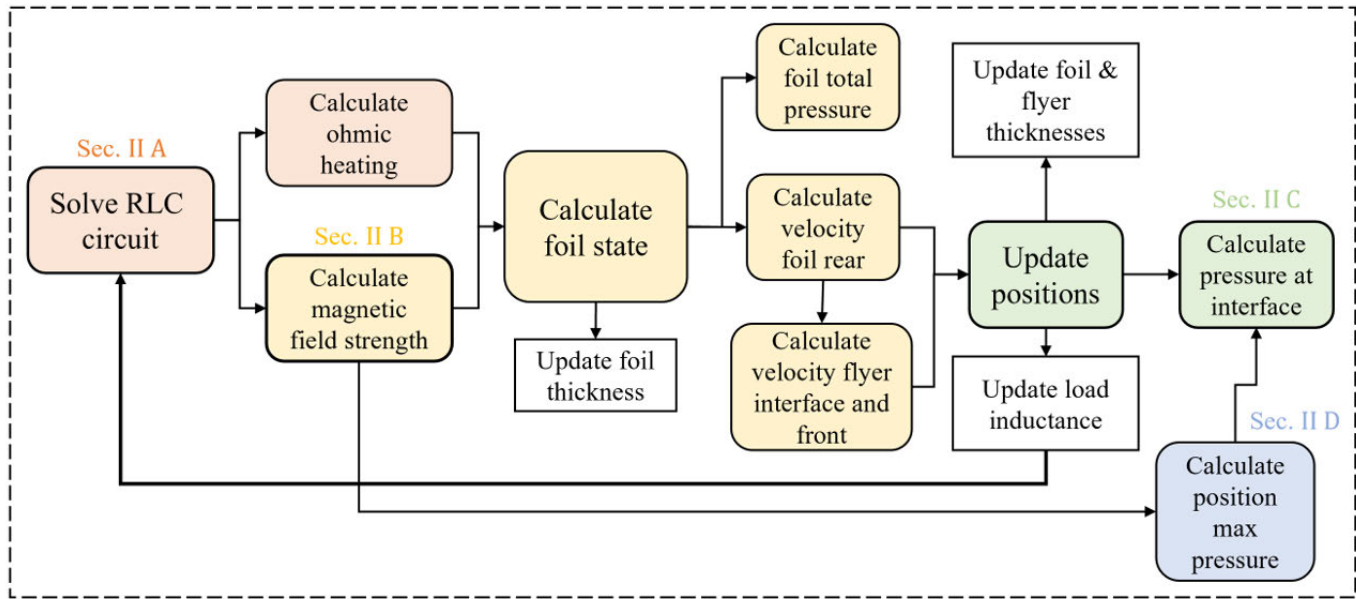 Sec. II A
Solve RLC
circuit
Calculate
ohmic
heating
Sec. II B
Calculate
magnetic
field strength
Calculate
foil state
Update foil
thickness
Calculate
foil total
pressure
Calculate
velocity
foil rear
Calculate
velocity flyer
interface and
front
Update foil &
flyer
thicknesses
Update
positions
Update load
inductance
Sec. II C
Calculate
pressure at
interface
Sec. II D
Calculate
position
max
pressure